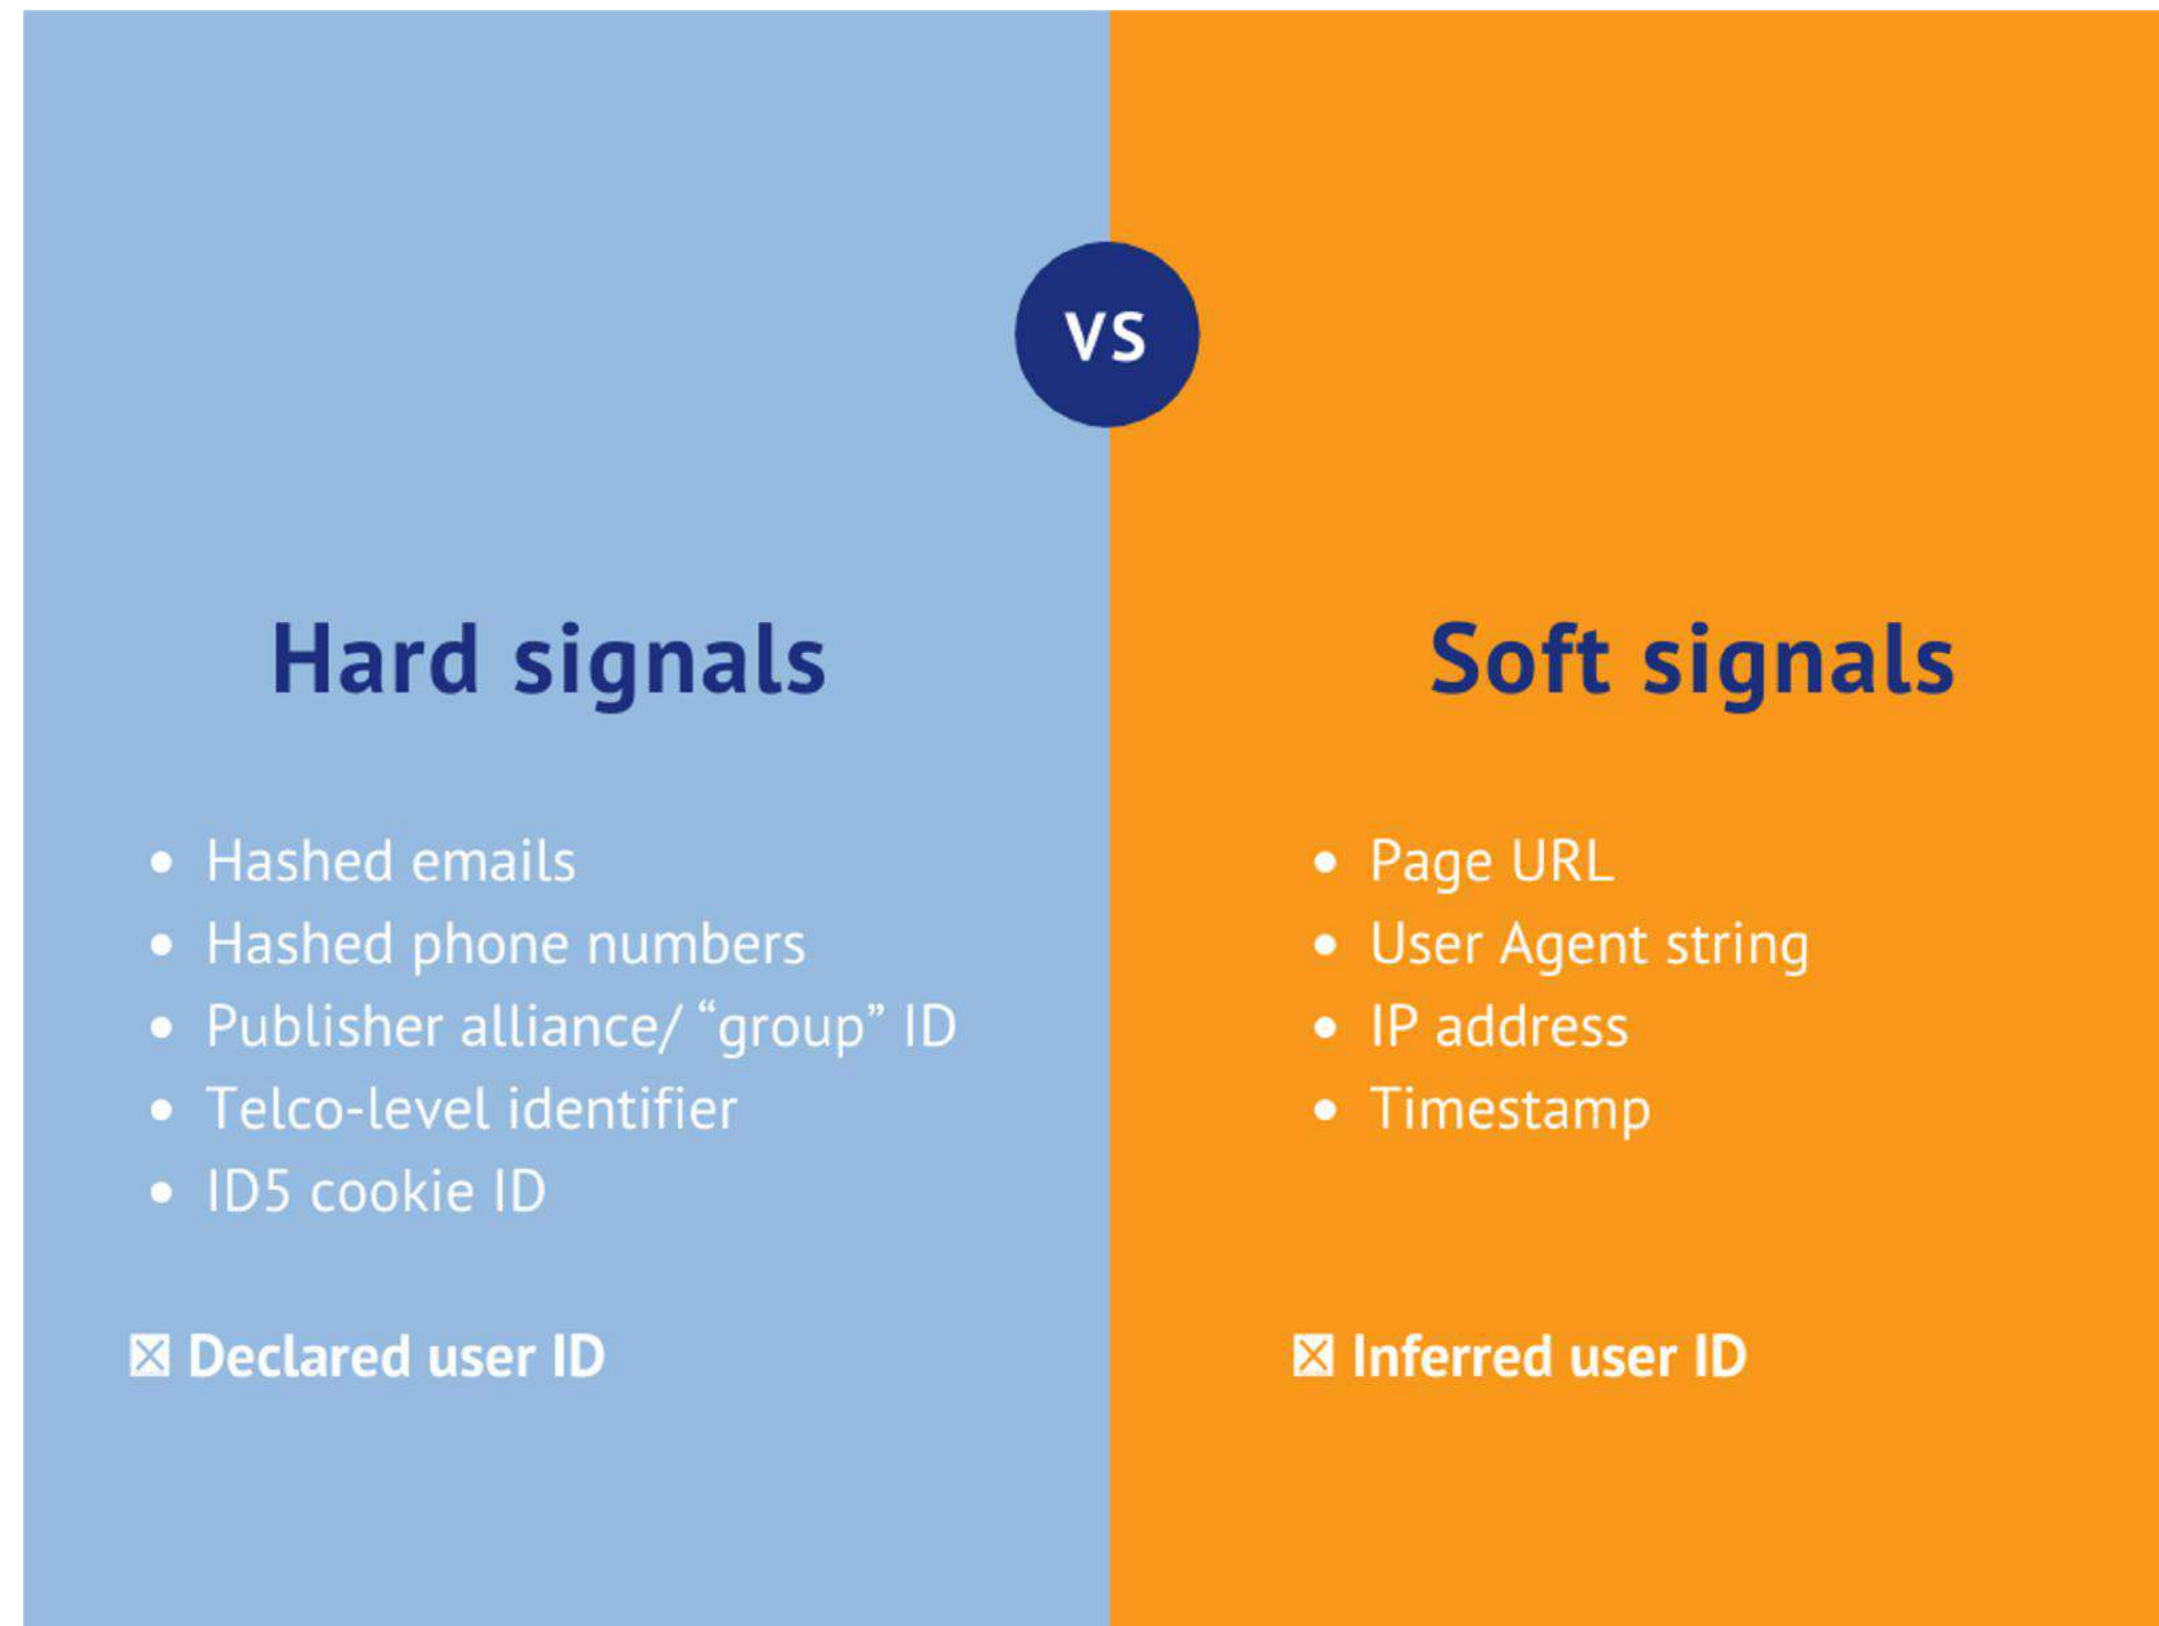 VS
Hard signals
• Hashed emails
• Hashed phone numbers
• Publisher alliance/ “group” ID
• Telco-level identifier
• ID5 cookie ID
☒ Declared user ID
Soft signals
• Page URL
• User Agent string
• IP address
• Timestamp
☒ Inferred user ID